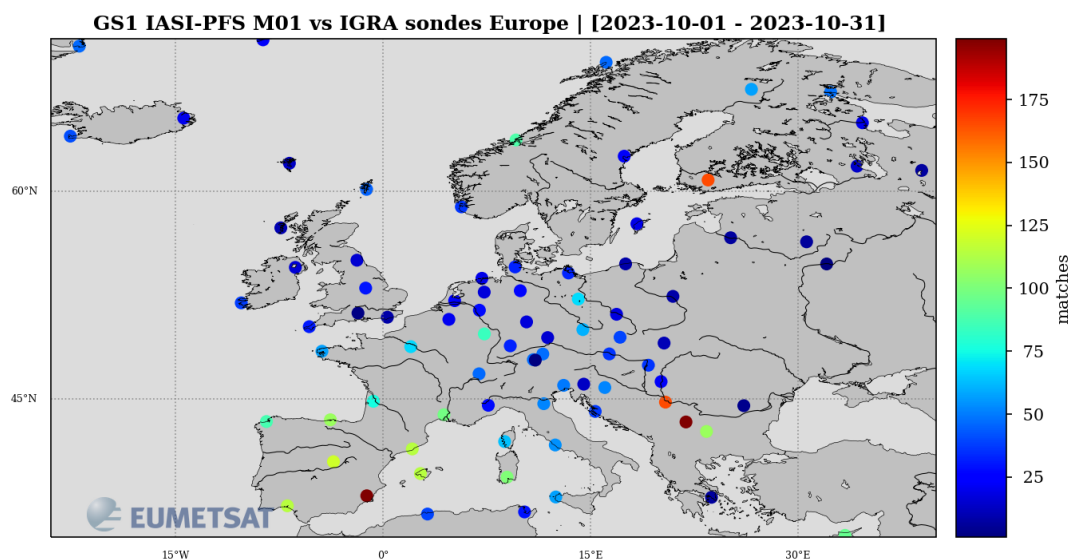 GS1 IASI-PFS M01 vs IGRA sondes Europe | [2023-10-01 - 2023-10-31]
175
150
125
100
75
50
25
matches
60°N
45°N
EUMETSAT
15°W
0°
15°E
30°E